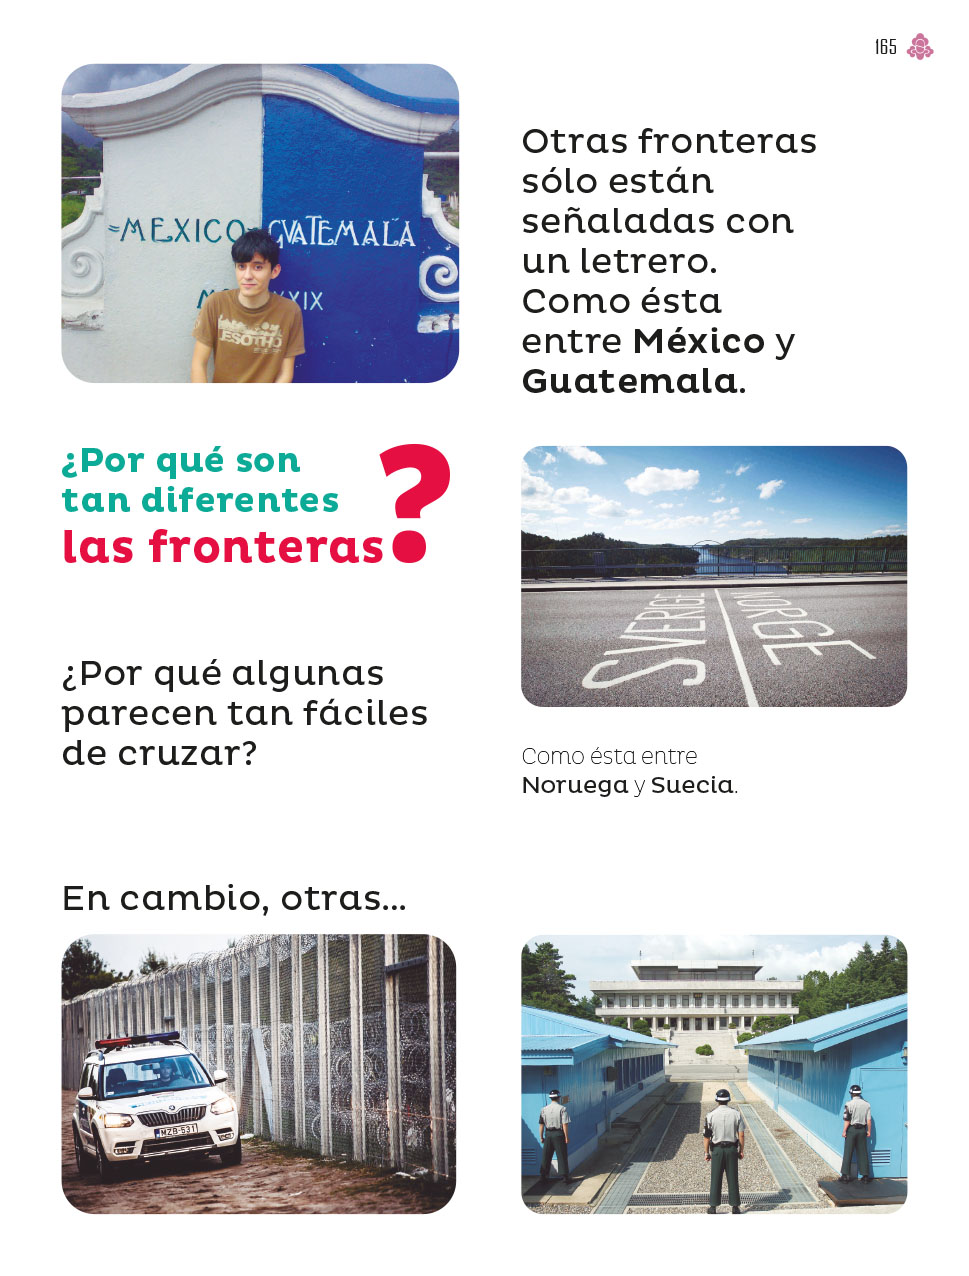 165
=MEXICO=
GVATEMALA
XXIX
LESOTHO
Otras fronteras
sólo están
señaladas con
un letrero.
Como ésta
entre México y
Guatemala.
¿Por qué son
tan diferentes
las fronteras?
SVERIGE
NORGE
¿Por qué algunas
parecen tan fáciles
de cruzar?
Como ésta entre
Noruega y Suecia.
En cambio, otras...
MZB-531